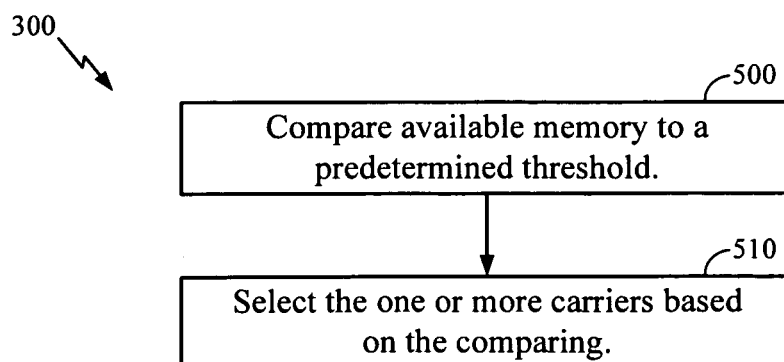 300
500
Compare available memory to a
predetermined threshold.
510
Select the one or more carriers based
on the comparing.